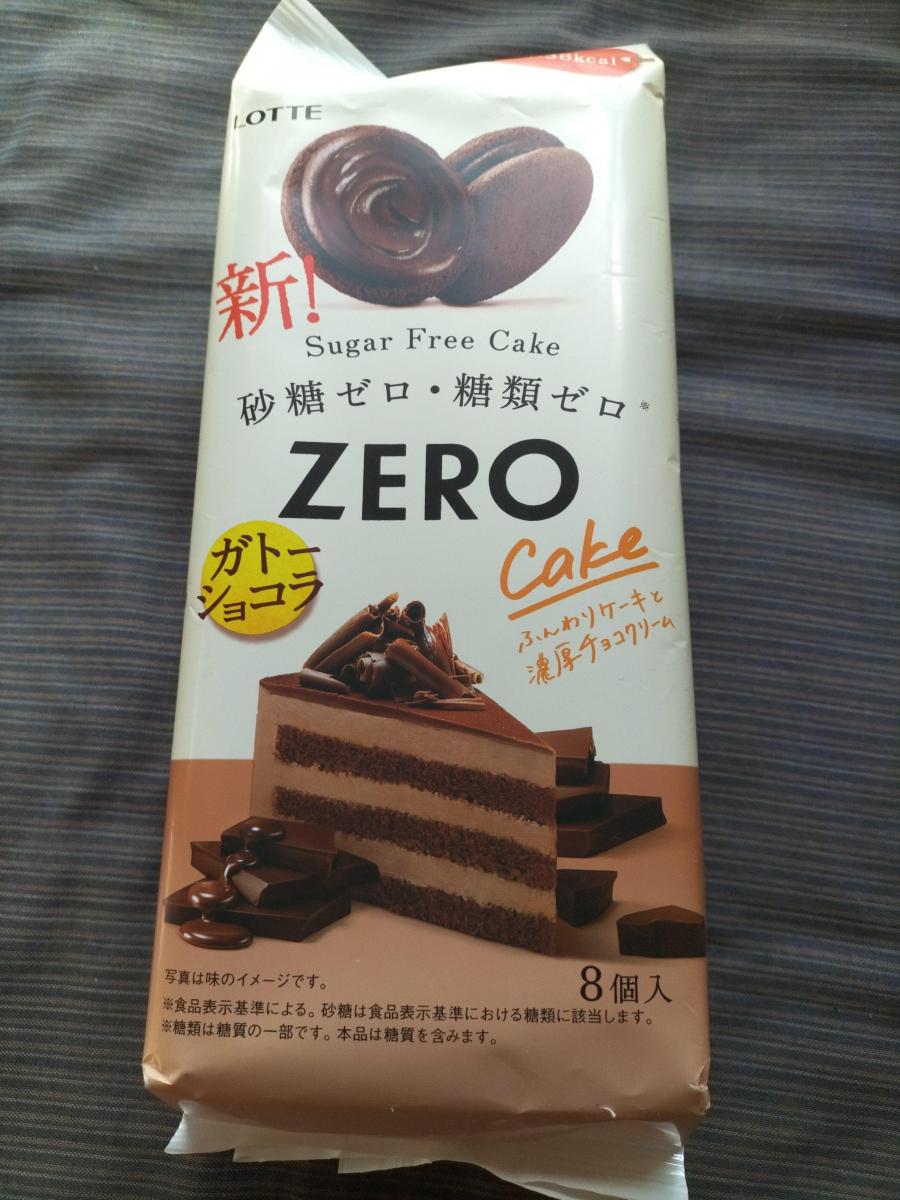 kcal
LOTTE
新!
Sugar Free Cake
砂糖ゼロ・糖類ゼロ※
ZERO
Cake
ガトー
ショコラ
ふんわりケーキと
濃厚チョコクリーム
8個入
写真は味のイメージです。
※食品表示基準による。砂糖は食品表示基準における糖類に該当します。
※糖類は糖質の一部です。本品は糖質を含みます。